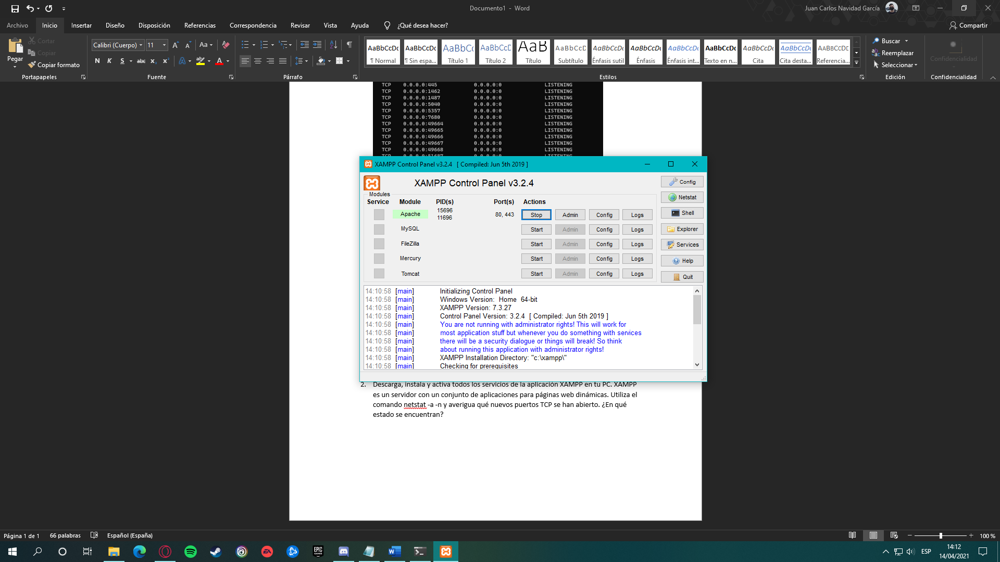 Documento1 - Word
Juan Carlos Navidad García
Archivo Inicio Insertar Diseño Disposición Referencias Correspondencia Revisar Vista Ayuda ¿Qué desea hacer? Compartir
Pegar
Cortar
Copiar
Copiar formato
Portapapeles
Calibri (Cuerpo) 11 Aa
N K S abc x₂ x² A A
Fuente
Párrafo
AaBbCcDc AaBbCcDc AaBbCc AaBbCcE AaB AaBbCcD AaBbCcDc AaBbCcDc AaBbCcDc AaBbCcDc AaBbCcDc AaBbCcDc AABBCCDE
¶ Normal ¶ Sin espa... Título 1 Título 2 Título Subtítulo Énfasis sutil Énfasis Énfasis int... Texto en n... Cita Cita desta... Referencia...
Estilos
Buscar
Reemplazar
Seleccionar
Edición
Confidencialidad
Confidencialidad
TCP 0.0.0.0:445 0.0.0.0:0 LISTENING
TCP 0.0.0.0:1462 0.0.0.0:0 LISTENING
TCP 0.0.0.0:1487 0.0.0.0:0 LISTENING
TCP 0.0.0.0:5040 0.0.0.0:0 LISTENING
TCP 0.0.0.0:5357 0.0.0.0:0 LISTENING
TCP 0.0.0.0:7680 0.0.0.0:0 LISTENING
TCP 0.0.0.0:49664 0.0.0.0:0 LISTENING
TCP 0.0.0.0:49665 0.0.0.0:0 LISTENING
TCP 0.0.0.0:49666 0.0.0.0:0 LISTENING
TCP 0.0.0.0:49667 0.0.0.0:0 LISTENING
TCP 0.0.0.0:49668 0.0.0.0:0 LISTENING
TCP 0.0.0.0:51687 0.0.0.0:0 LISTENING
XAMPP Control Panel v3.2.4 [ Compiled: Jun 5th 2019 ]
XAMPP Control Panel v3.2.4
Modules
Service Module PID(s) Port(s) Actions
Apache 15696 11696 80, 443 Stop Admin Config Logs
MySQL Start Admin Config Logs
FileZilla Start Admin Config Logs
Mercury Start Admin Config Logs
Tomcat Start Admin Config Logs
Config
Netstat
Shell
Explorer
Services
Help
Quit
14:10:58 [main] Initializing Control Panel
14:10:58 [main] Windows Version: Home 64-bit
14:10:58 [main] XAMPP Version: 7.3.27
14:10:58 [main] Control Panel Version: 3.2.4 [ Compiled: Jun 5th 2019 ]
14:10:58 [main] You are not running with administrator rights! This will work for
14:10:58 [main] most application stuff but whenever you do something with services
14:10:58 [main] there will be a security dialogue or things will break! So think
14:10:58 [main] about running this application with administrator rights!
14:10:58 [main] XAMPP Installation Directory: "c:\xampp\"
14:10:58 [main] Checking for prerequisites
2. Descarga, instala y activa todos los servicios de la aplicación XAMPP en tu PC. XAMPP
es un servidor con un conjunto de aplicaciones para páginas web dinámicas. Utiliza el
comando netstat -a -n y averigua qué nuevos puertos TCP se han abierto. ¿En qué
estado se encuentran?
Página 1 de 1 66 palabras Español (España) 100 %
EA
EPIC GAMES
ESP
14:12
14/04/2021